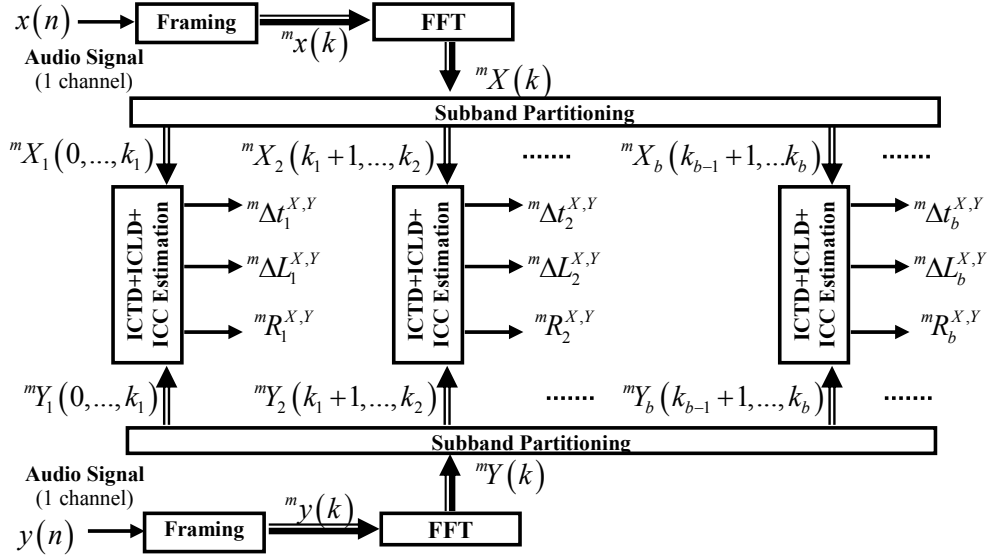 x(n) Framing ᵐx(k) FFT
Audio Signal
(1 channel)
ᵐX(k)
Subband Partitioning
ᵐX₁(0,...,k₁) ᵐX₂(k₁+1,...,k₂) ........ ᵐX_b(k_{b−1}+1,...k_b) ........
ICTD+ICLD+
ICC Estimation
ᵐΔt₁^{X,Y}
ᵐΔL₁^{X,Y}
ᵐR₁^{X,Y}
ICTD+ICLD+
ICC Estimation
ᵐΔt₂^{X,Y}
ᵐΔL₂^{X,Y}
ᵐR₂^{X,Y}
ICTD+ICLD+
ICC Estimation
ᵐΔt_b^{X,Y}
ᵐΔL_b^{X,Y}
ᵐR_b^{X,Y}
ᵐY₁(0,...,k₁) ᵐY₂(k₁+1,...,k₂) ........ ᵐY_b(k_{b−1}+1,...,k_b) ........
Subband Partitioning
Audio Signal
(1 channel)
ᵐY(k)
y(n) Framing ᵐy(k) FFT